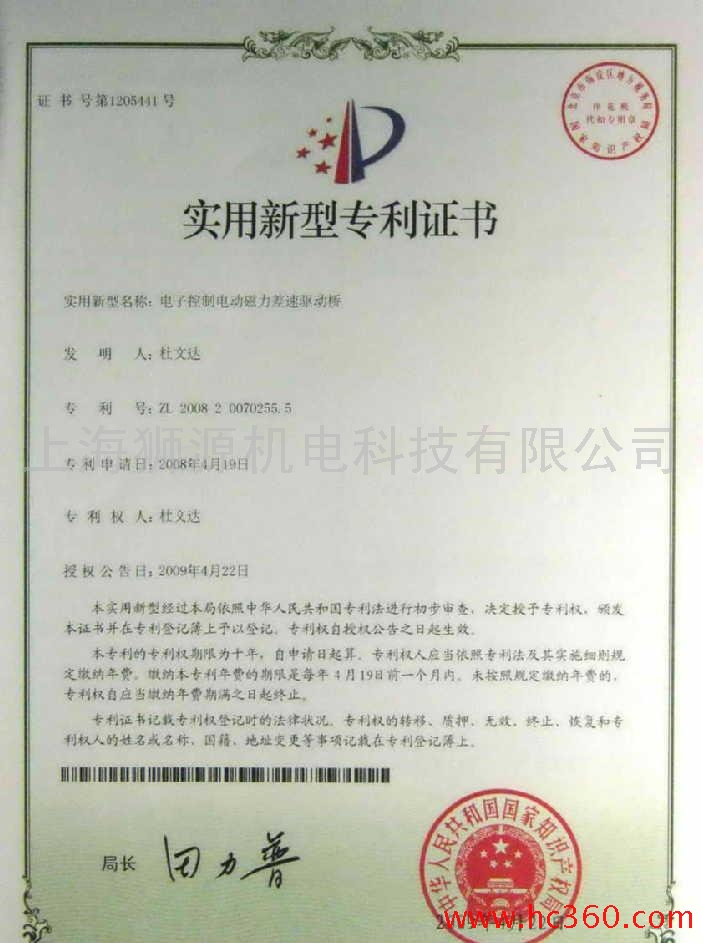 证书号第1205441号
印花税
代扣专用章
国家知识产权局
实用新型专利证书
实用新型名称：电子控制电动磁力差速驱动桥
发明人：杜文达
专利号：ZL 2008 2 0070255.5
上海狮源机电科技有限公司
专利申请日：2008年4月19日
专利权人：杜文达
授权公告日：2009年4月22日
本实用新型经过本局依照中华人民共和国专利法进行初步审查，决定授予专利权，颁发
本证书并在专利登记簿上予以登记。专利权自授权公告之日起生效。
本专利的专利权期限为十年，自申请日起算。专利权人应当依照专利法及其实施细则规
定缴纳年费。缴纳本专利年费的期限是每年4月19日前一个月内。未按照规定缴纳年费的，
专利权自应当缴纳年费期满之日起终止。
专利证书记载专利权登记时的法律状况。专利权的转移、质押、无效、终止、恢复和专
利权人的姓名或名称、国籍、地址变更等事项记载在专利登记簿上。
局长
田力普
中华人民共和国国家知识产权局
www.hc360.com